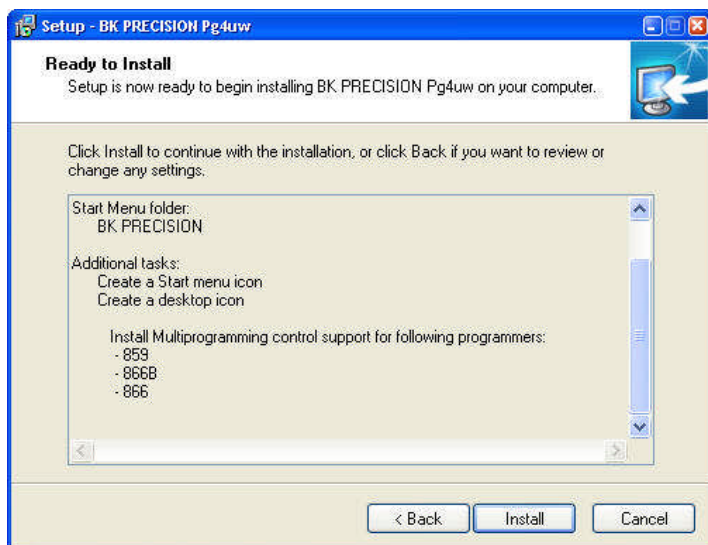 Setup - BK PRECISION Pg4uw
Ready to Install
Setup is now ready to begin installing BK PRECISION Pg4uw on your computer.
Click Install to continue with the installation, or click Back if you want to review or
change any settings.
Start Menu folder:
BK PRECISION
Additional tasks:
Create a Start menu icon
Create a desktop icon
Install Multiprogramming control support for following programmers:
- 859
- 866B
- 866
< Back
Install
Cancel